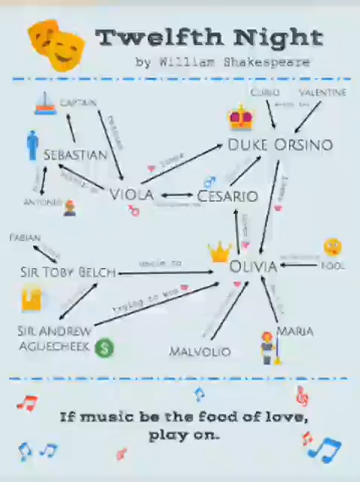 Twelfth Night
by William Shakespeare
CURIO
VALENTINE
CAPTAIN
DUKE ORSINO
SEBASTIAN
VIOLA
CESARIO
ANTONIO
loves
FABIAN
SIR TOBY BELCH
uncle to
OLIVIA
FOOL
trying to woo
SIR ANDREW
AGUECHEEK
$
MALVOLIO
MARIA
If music be the food of love,
play on.